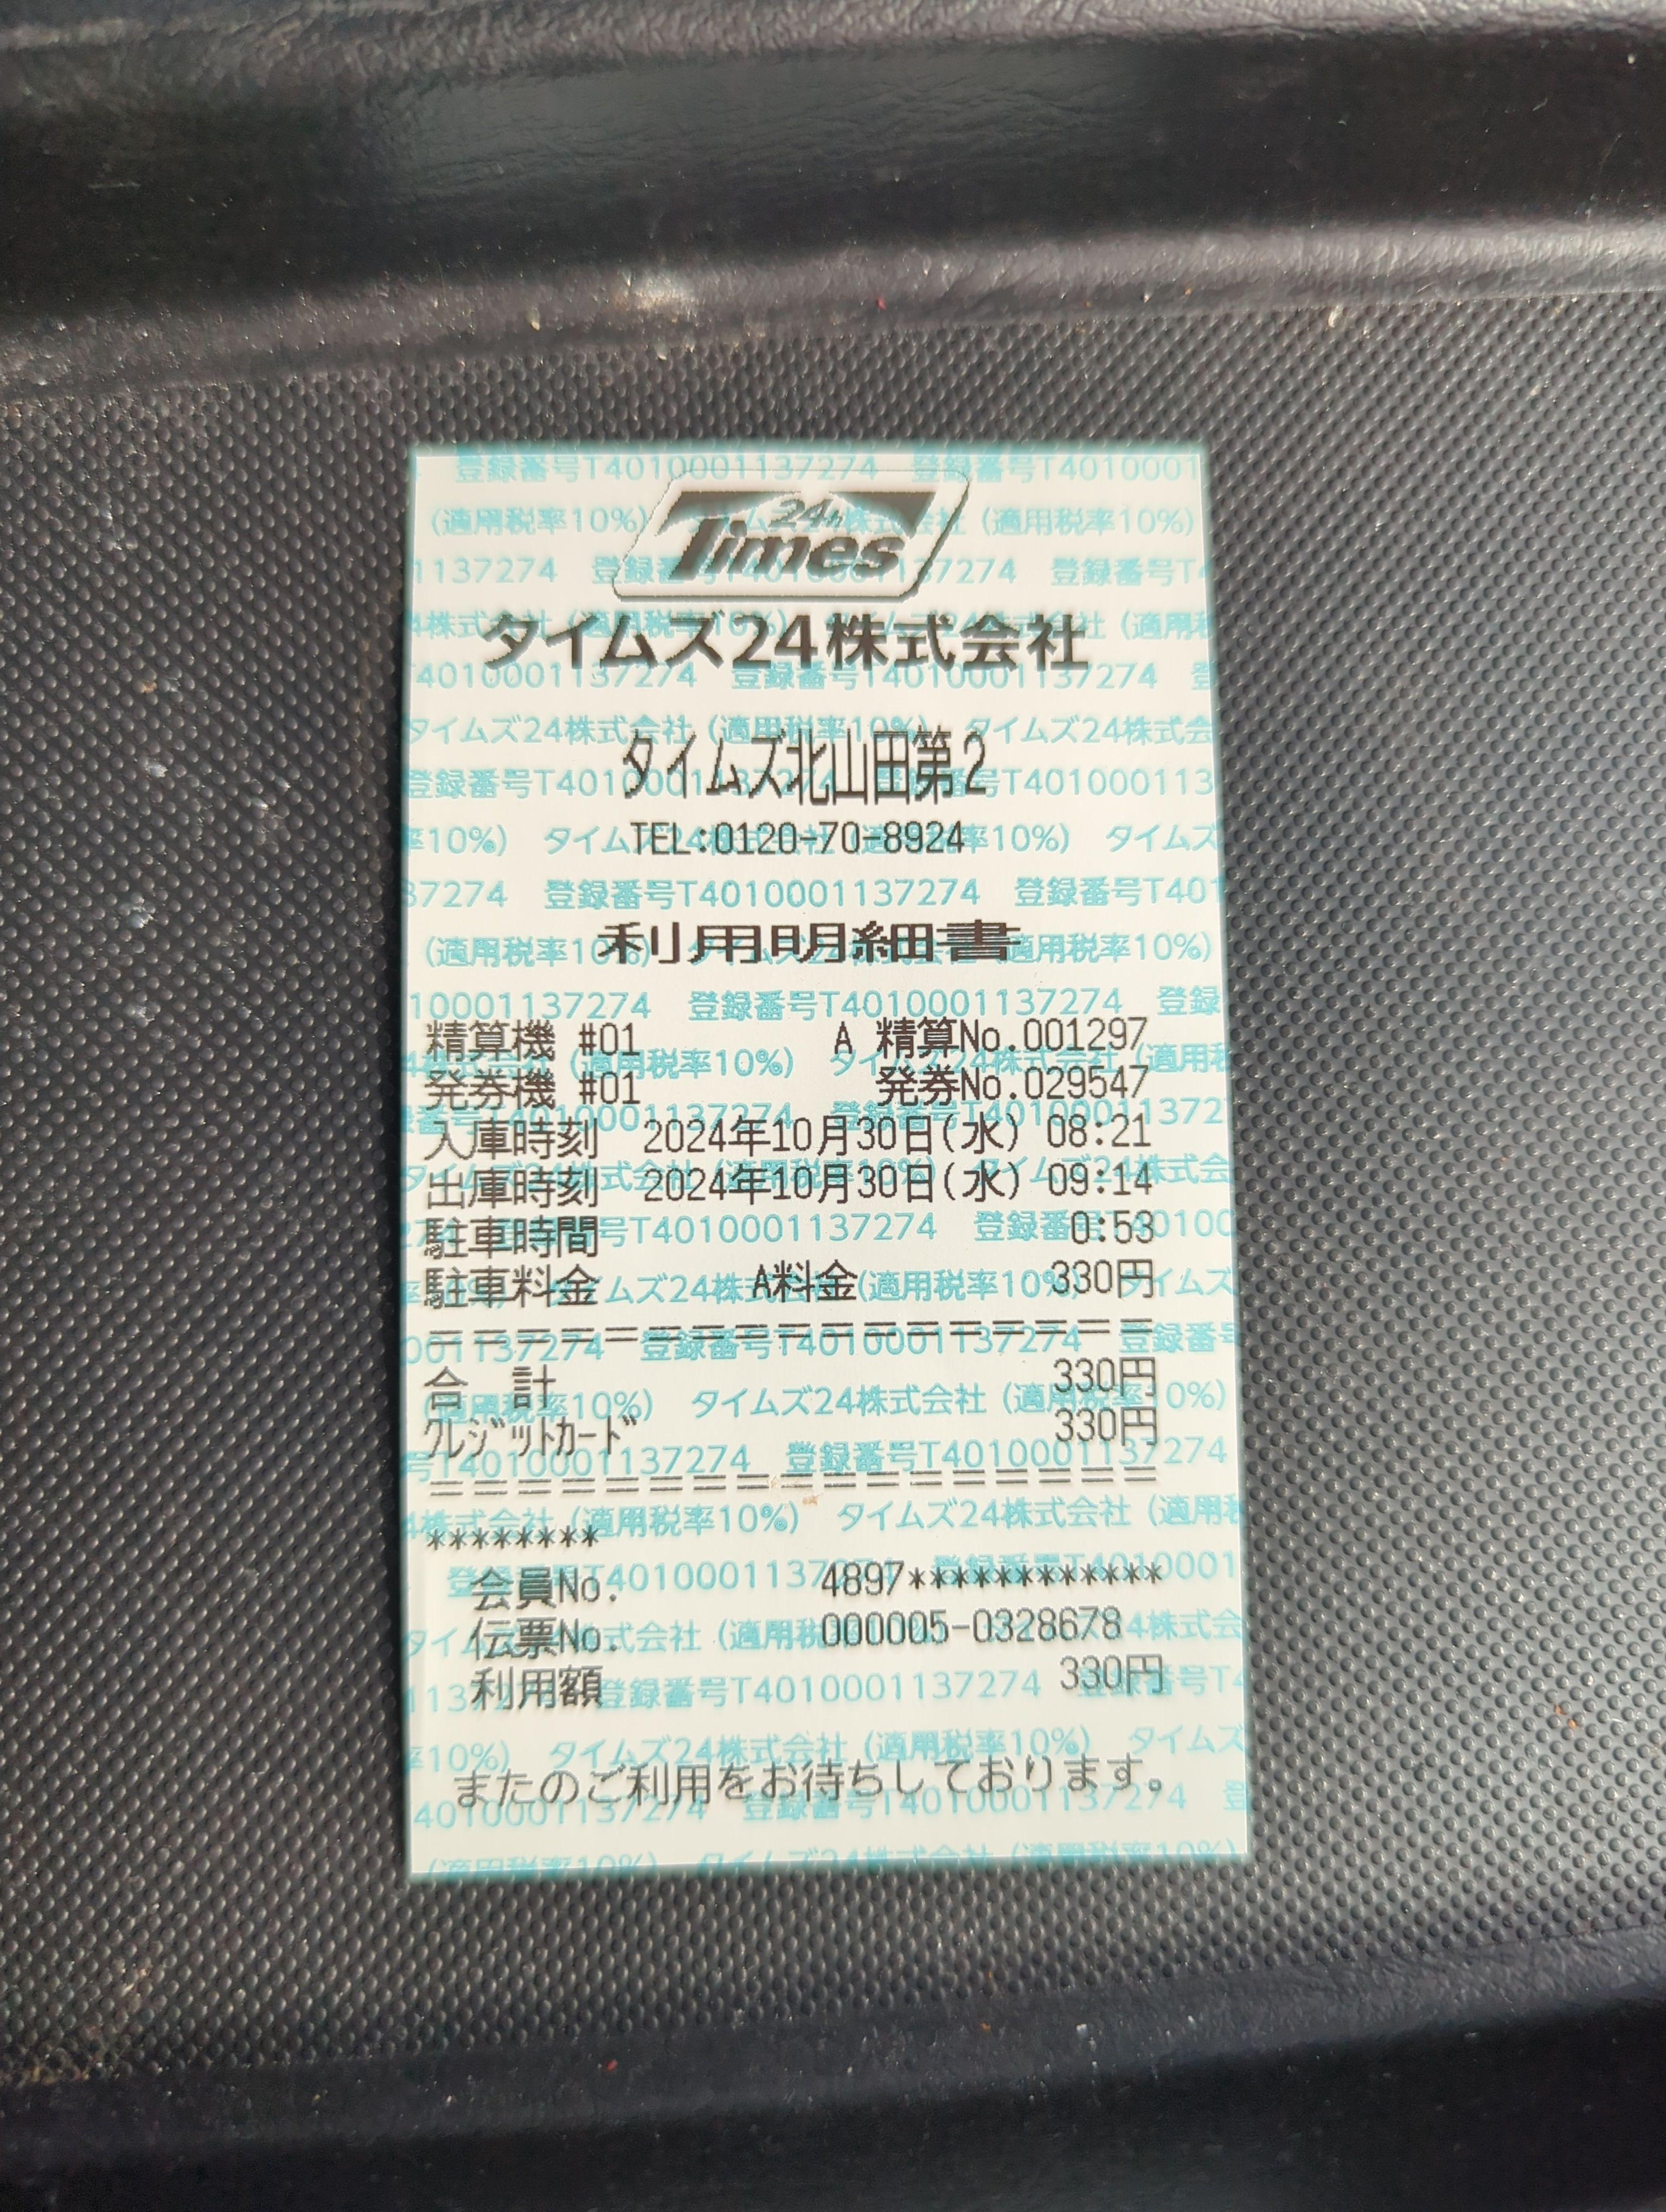 24h
Times
タイムズ24株式会社
タイムズ北山田第2
TEL:0120-70-8924
利用明細書
精算機 #01 A 精算No.001297
発券機 #01 発券No.029547
入庫時刻 2024年10月30日(水) 08:21
出庫時刻 2024年10月30日(水) 09:14
駐車時間 0:53
駐車料金 A料金 330円
合 計 330円
クレジットカード 330円
********
会員No. 4897************
伝票No. 000005-0328678
利用額 330円
またのご利用をお待ちしております。
登録番号T4010001137274
タイムズ24株式会社 (適用税率10%)